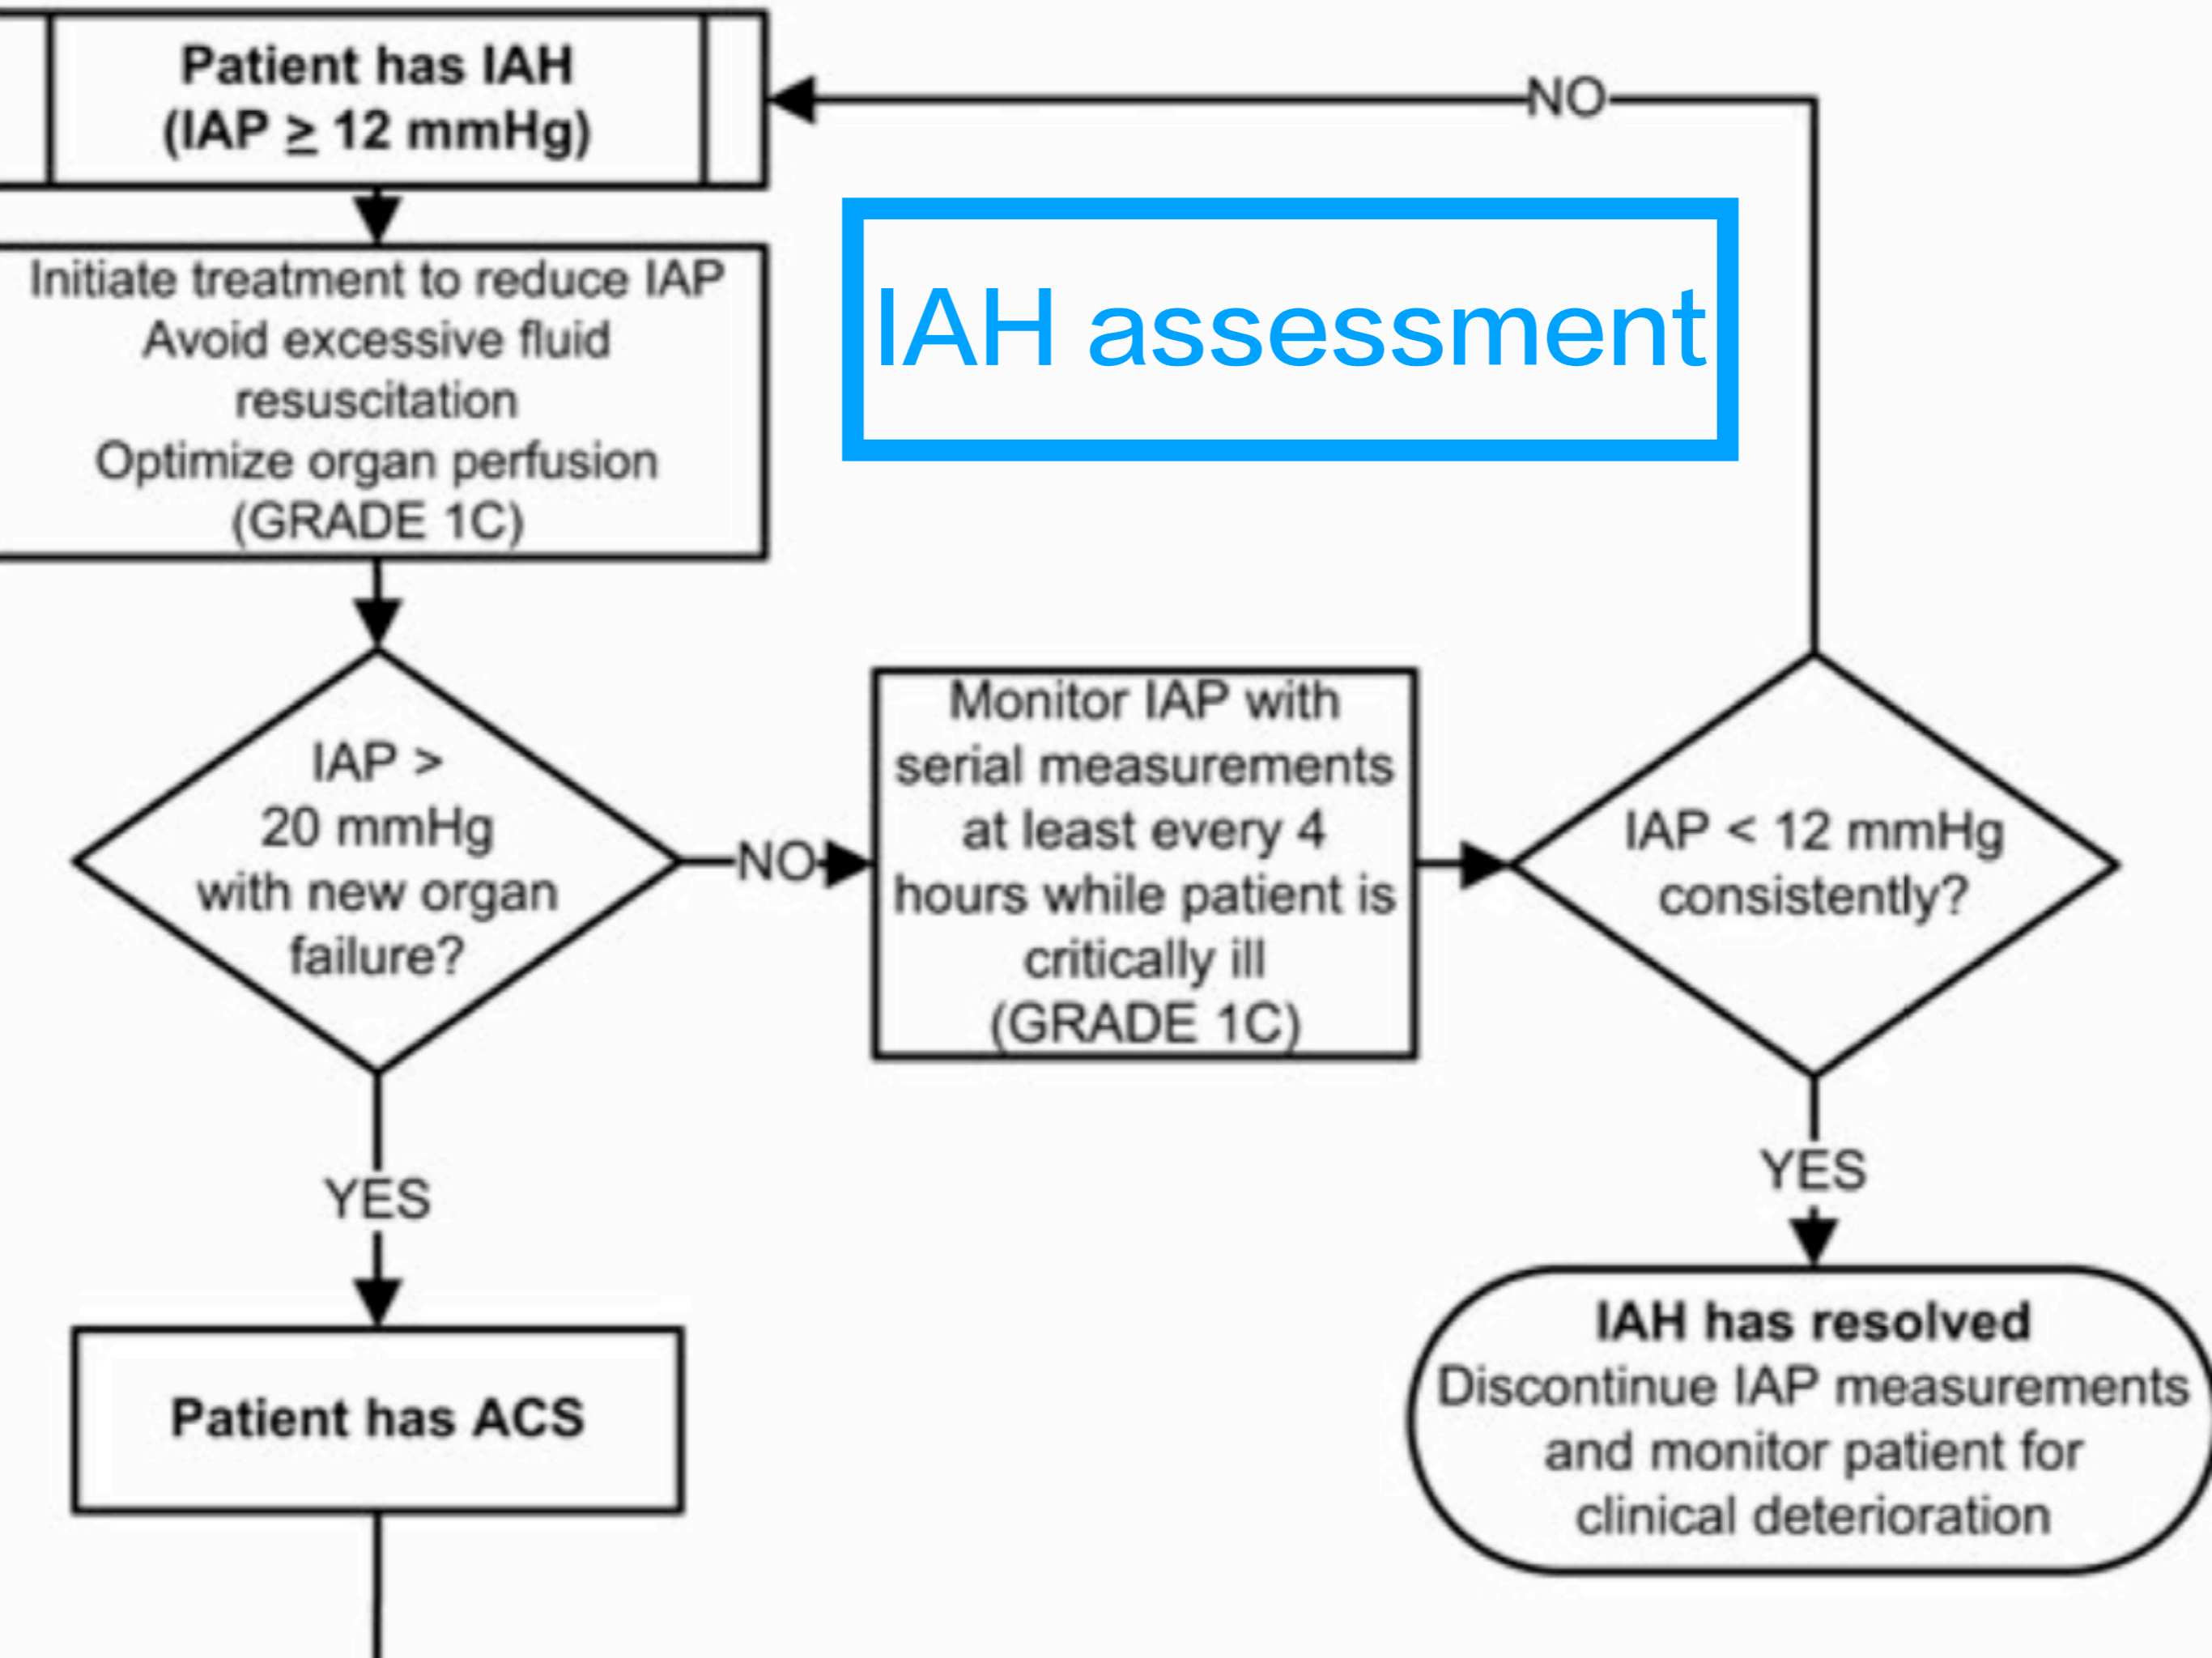 Patient has IAH
(IAP ≥ 12 mmHg)
NO
IAH assessment
Initiate treatment to reduce IAP
Avoid excessive fluid
resuscitation
Optimize organ perfusion
(GRADE 1C)
IAP >
20 mmHg
with new organ
failure?
NO
Monitor IAP with
serial measurements
at least every 4
hours while patient is
critically ill
(GRADE 1C)
IAP < 12 mmHg
consistently?
YES
YES
Patient has ACS
IAH has resolved
Discontinue IAP measurements
and monitor patient for
clinical deterioration